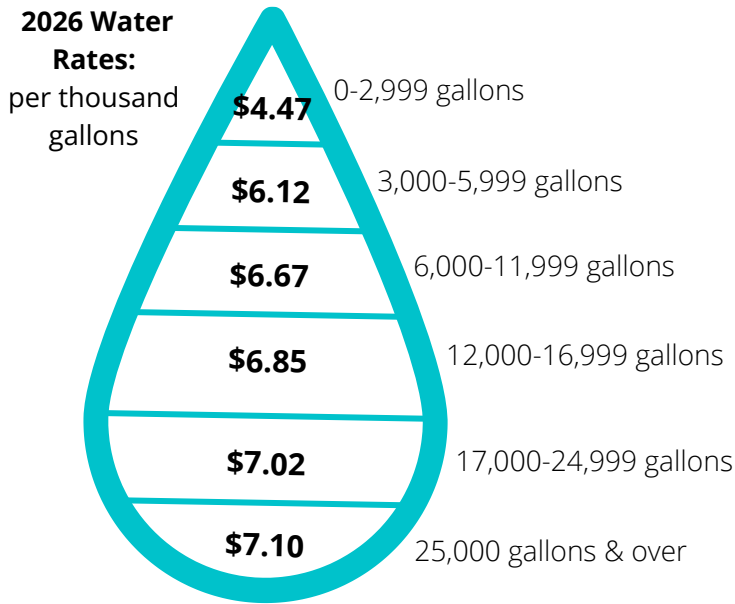 2026 Water
Rates:
per thousand
gallons
$4.47 0-2,999 gallons
$6.12 3,000-5,999 gallons
$6.67 6,000-11,999 gallons
$6.85 12,000-16,999 gallons
$7.02 17,000-24,999 gallons
$7.10 25,000 gallons & over